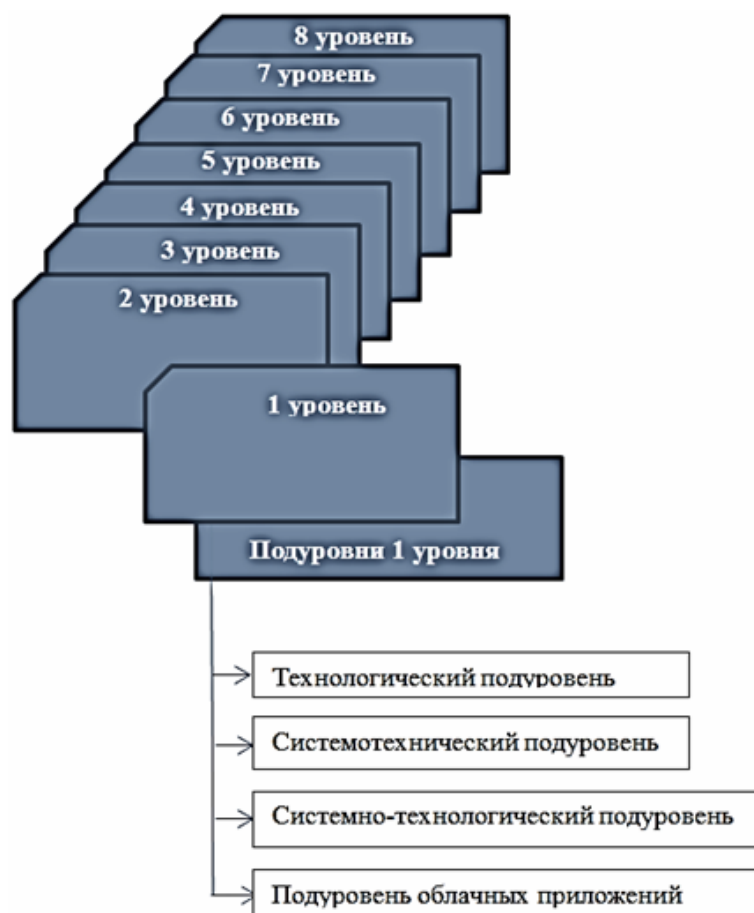 8 уровень
7 уровень
6 уровень
5 уровень
4 уровень
3 уровень
2 уровень
1 уровень
Подуровни 1 уровня
Технологический подуровень
Системотехнический подуровень
Системно-технологический подуровень
Подуровень облачных приложений